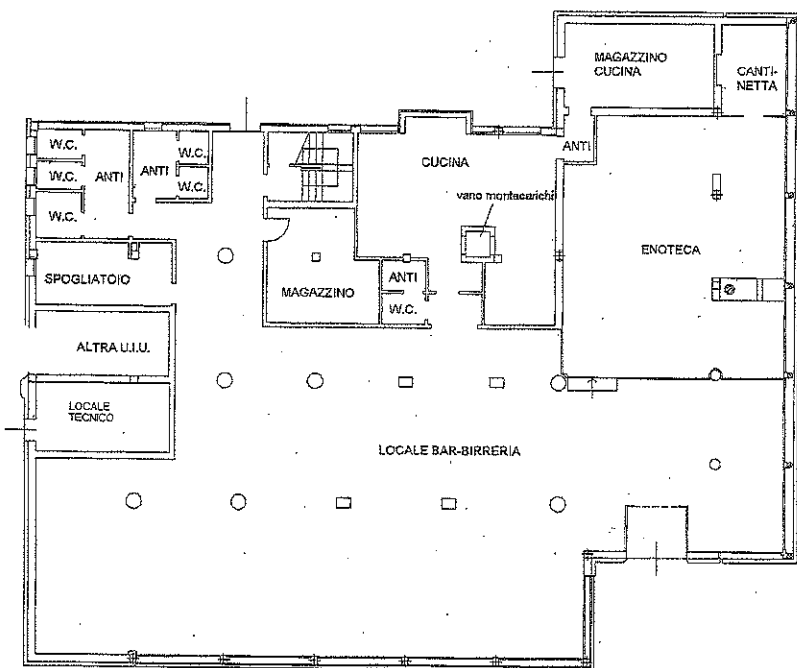 MAGAZZINO
CUCINA
CANTI-
NETTA
W.C.
W.C.
W.C.
ANTI
ANTI
W.C.
W.C.
CUCINA
ANTI
vano montacarichi
ENOTECA
SPOGLIATOIO
MAGAZZINO
ANTI
W.C.
ALTRA U.I.U.
LOCALE
TECNICO
LOCALE BAR-BIRRERIA